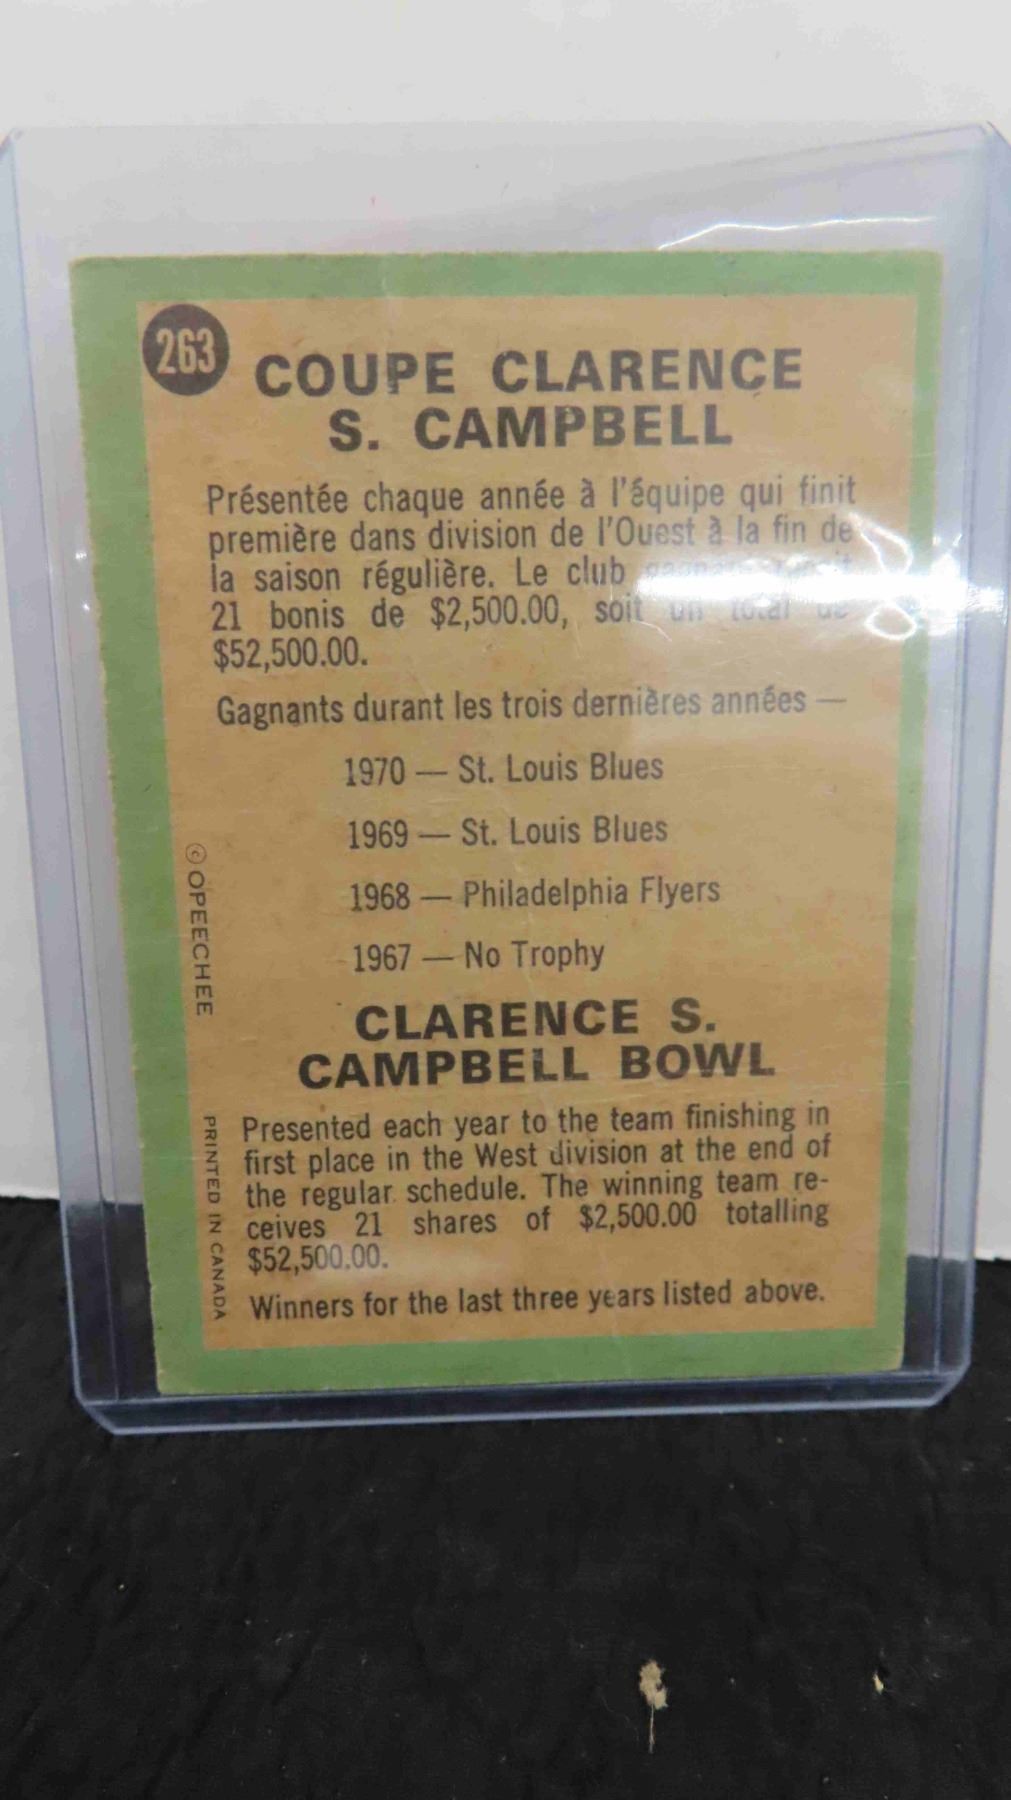 263
COUPE CLARENCE
S. CAMPBELL
Présentée chaque année à l'équipe qui finit
première dans division de l'Ouest à la fin de
la saison régulière. Le club
21 bonis de $2,500.00, soit un total de
$52,500.00.
Gagnants durant les trois dernières années —
1970 — St. Louis Blues
1969 — St. Louis Blues
1968 — Philadelphia Flyers
1967 — No Trophy
CLARENCE S.
CAMPBELL BOWL
Presented each year to the team finishing in
first place in the West division at the end of
the regular schedule. The winning team re-
ceives 21 shares of $2,500.00 totalling
$52,500.00.
Winners for the last three years listed above.
© OPEECHEE
PRINTED IN CANADA